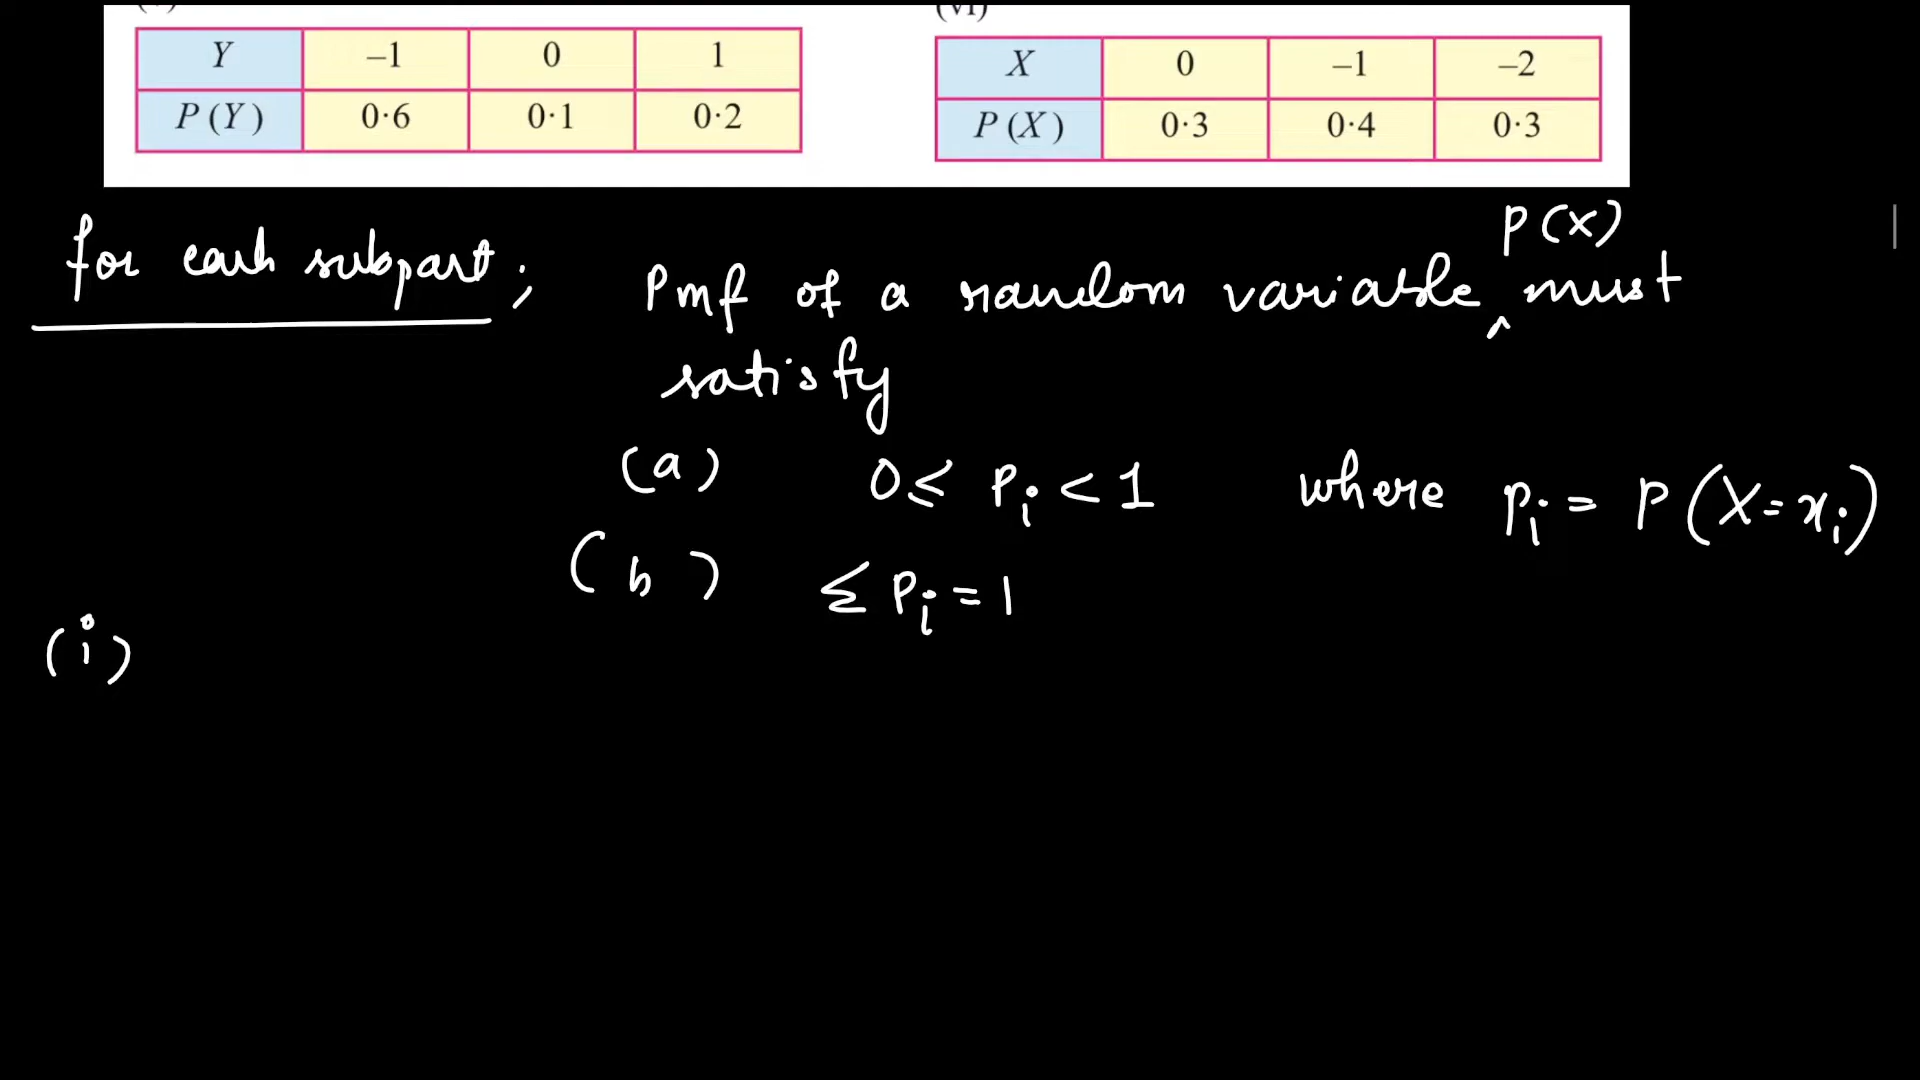 (vi)
Y –1 0 1
P (Y) 0·6 0·1 0·2
X 0 –1 –2
P (X) 0·3 0·4 0·3
for each subpart;
P(X)
Pmf of a random variable ^ must
satisfy
(a) 0 ≤ Pi < 1 where Pi = P(X=xi)
(b) Σ Pi = 1
(i)